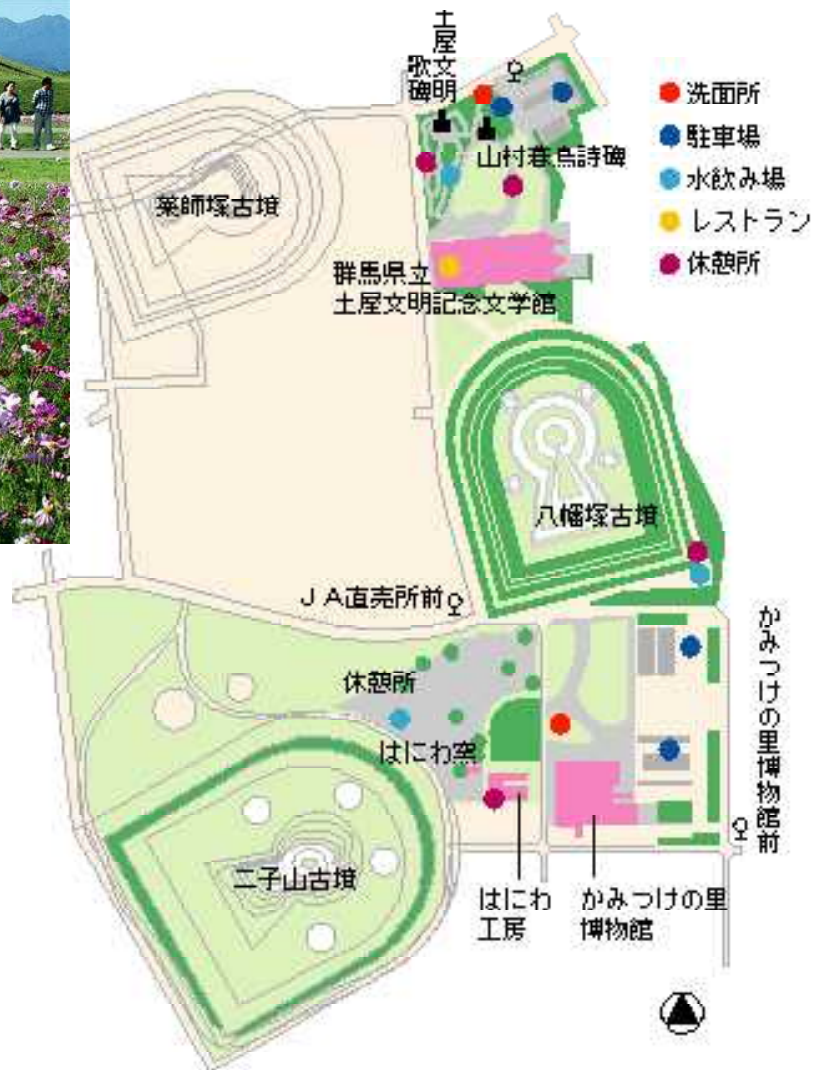 土屋
文明
歌碑
山村暮鳥詩碑
洗面所
駐車場
水飲み場
レストラン
休憩所
薬師塚古墳
群馬県立
土屋文明記念文学館
八幡塚古墳
JA直売所前
かみつけの里博物館前
休憩所
はにわ窯
二子山古墳
はにわ
工房
かみつけの里
博物館